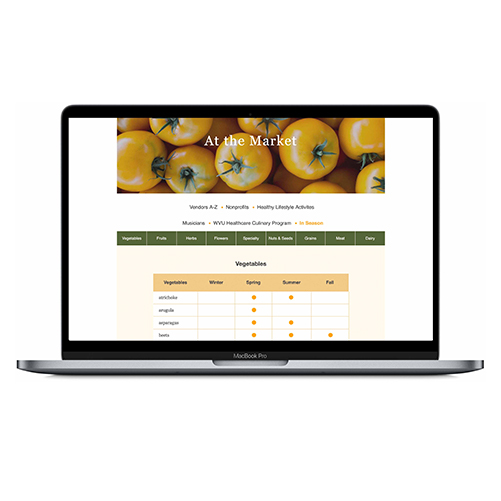 At the Market
Vendors A-Z • Nonprofits • Healthy Lifestyle Activities
Musicians • WVU Healthcare Culinary Program • In Season
Vegetables Fruits Herbs Flowers Specialty Nuts & Seeds Grains Meat Dairy
Vegetables
Vegetables Winter Spring Summer Fall
artichoke
arugula
asparagus
beets
MacBook Pro